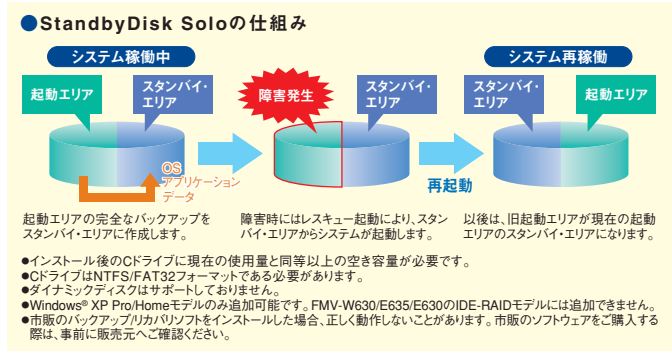 ●StandbyDisk Soloの仕組み
システム稼働中
システム再稼働
起動エリア
スタンバイ・
エリア
障害発生
スタンバイ・
エリア
スタンバイ・
エリア
起動エリア
OS
アプリケーション
データ
再起動
起動エリアの完全なバックアップを
スタンバイ・エリアに作成します。
障害時にはレスキュー起動により、スタン
バイ・エリアからシステムが起動します。
以後は、旧起動エリアが現在の起動
エリアのスタンバイ・エリアになります。
●インストール後のCドライブに現在の使用量と同等以上の空き容量が必要です。
●CドライブはNTFS/FAT32フォーマットである必要があります。
●ダイナミックディスクはサポートしておりません。
●Windows® XP Pro/Homeモデルのみ追加可能です。FMV-W630/E635/E630のIDE-RAIDモデルには追加できません。
●市販のバックアップ/リカバリソフトをインストールした場合、正しく動作しないことがあります。市販のソフトウェアをご購入する
際は、事前に販売元へご確認ください。